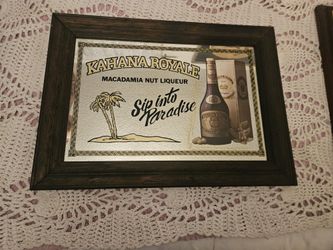 KAHANA ROYALE
MACADAMIA NUT LIQUEUR
Sip into
Paradise